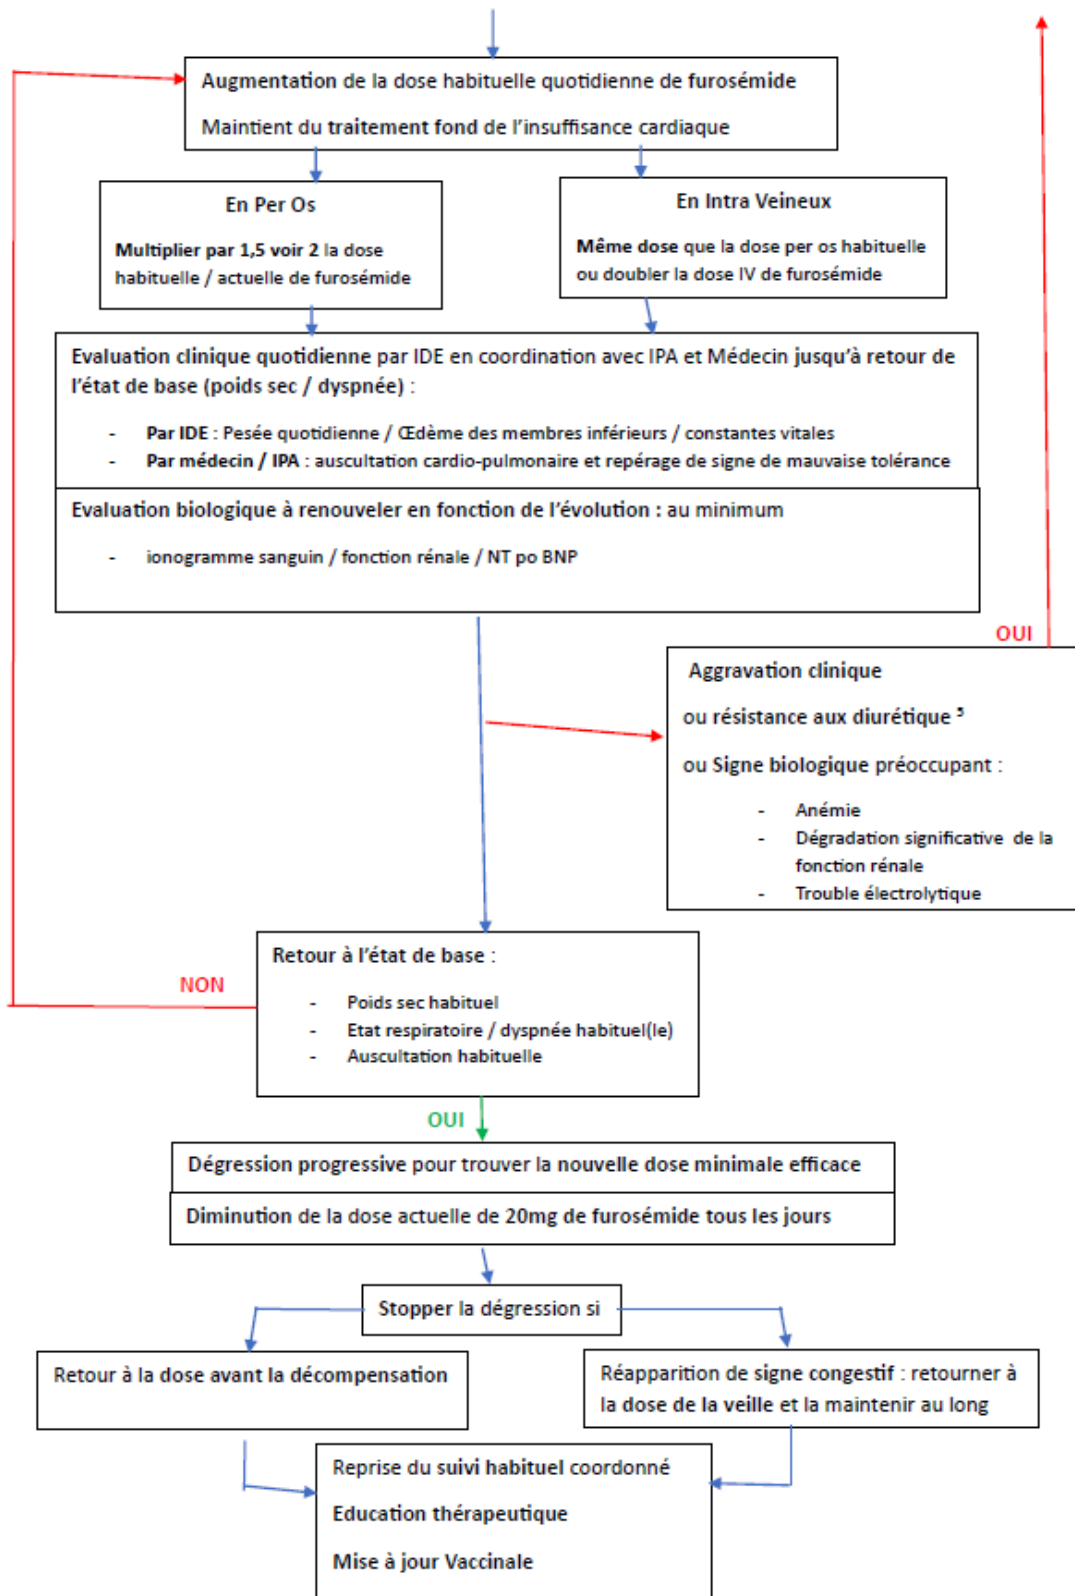 Augmentation de la dose habituelle quotidienne de furosémide
Maintient du traitement fond de l'insuffisance cardiaque
En Per Os
Multiplier par 1,5 voir 2 la dose
habituelle / actuelle de furosémide
En Intra Veineux
Même dose que la dose per os habituelle
ou doubler la dose IV de furosémide
Evaluation clinique quotidienne par IDE en coordination avec IPA et Médecin jusqu'à retour de
l'état de base (poids sec / dyspnée) :
- Par IDE : Pesée quotidienne / Œdème des membres inférieurs / constantes vitales
- Par médecin / IPA : auscultation cardio-pulmonaire et repérage de signe de mauvaise tolérance
Evaluation biologique à renouveler en fonction de l'évolution : au minimum
- ionogramme sanguin / fonction rénale / NT po BNP
OUI
Aggravation clinique
ou résistance aux diurétique ⁵
ou Signe biologique préoccupant :
- Anémie
- Dégradation significative de la
fonction rénale
- Trouble électrolytique
Retour à l'état de base :
- Poids sec habituel
- Etat respiratoire / dyspnée habituel(le)
- Auscultation habituelle
NON
OUI
Dégression progressive pour trouver la nouvelle dose minimale efficace
Diminution de la dose actuelle de 20mg de furosémide tous les jours
Stopper la dégression si
Retour à la dose avant la décompensation
Réapparition de signe congestif : retourner à
la dose de la veille et la maintenir au long
Reprise du suivi habituel coordonné
Education thérapeutique
Mise à jour Vaccinale